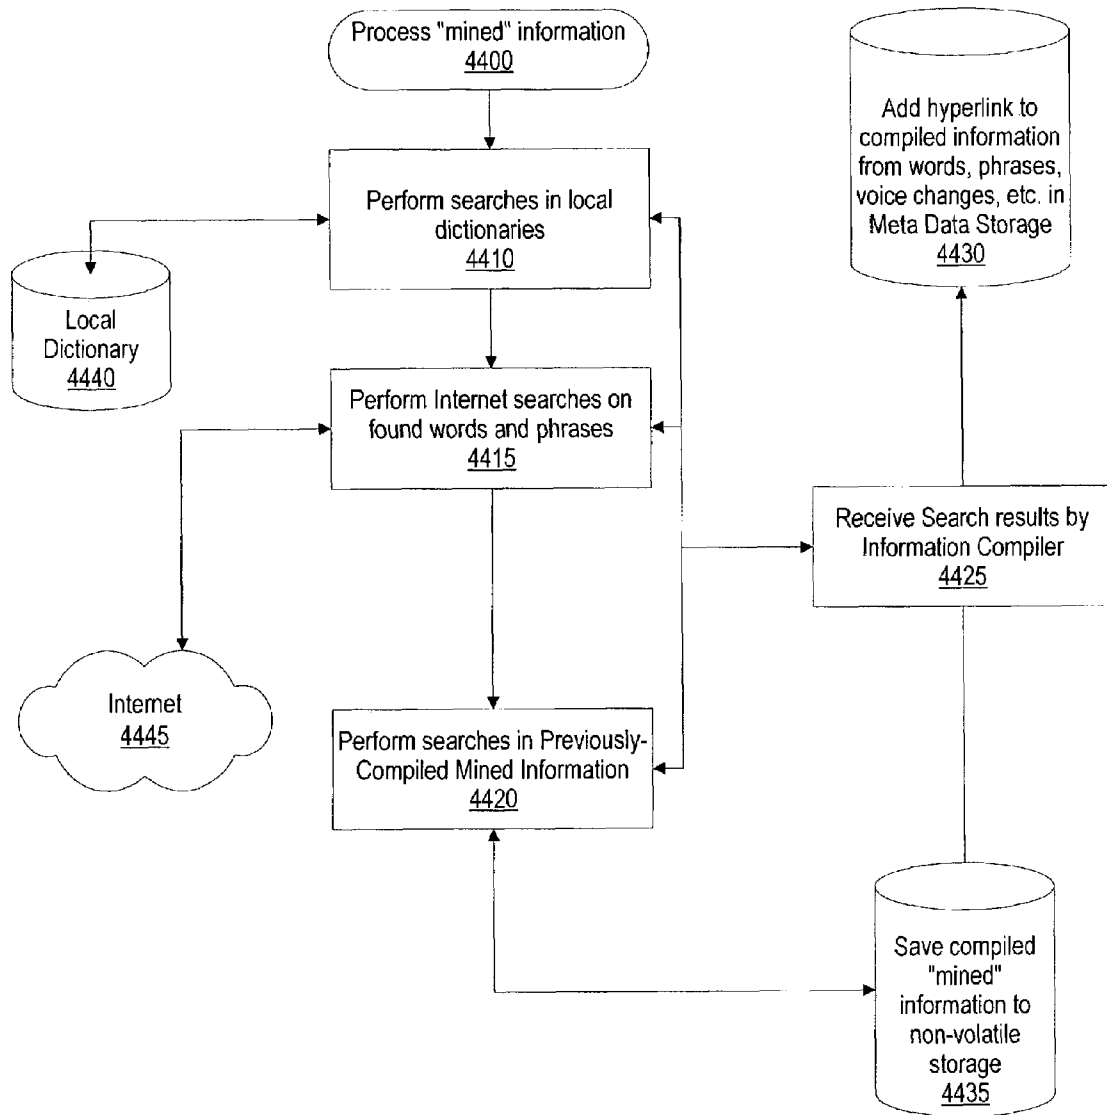 Process "mined" information
4400
Perform searches in local
dictionaries
4410
Local
Dictionary
4440
Perform Internet searches on
found words and phrases
4415
Internet
4445
Perform searches in Previously-
Compiled Mined Information
4420
Add hyperlink to
compiled information
from words, phrases,
voice changes, etc. in
Meta Data Storage
4430
Receive Search results by
Information Compiler
4425
Save compiled
"mined"
information to
non-volatile
storage
4435